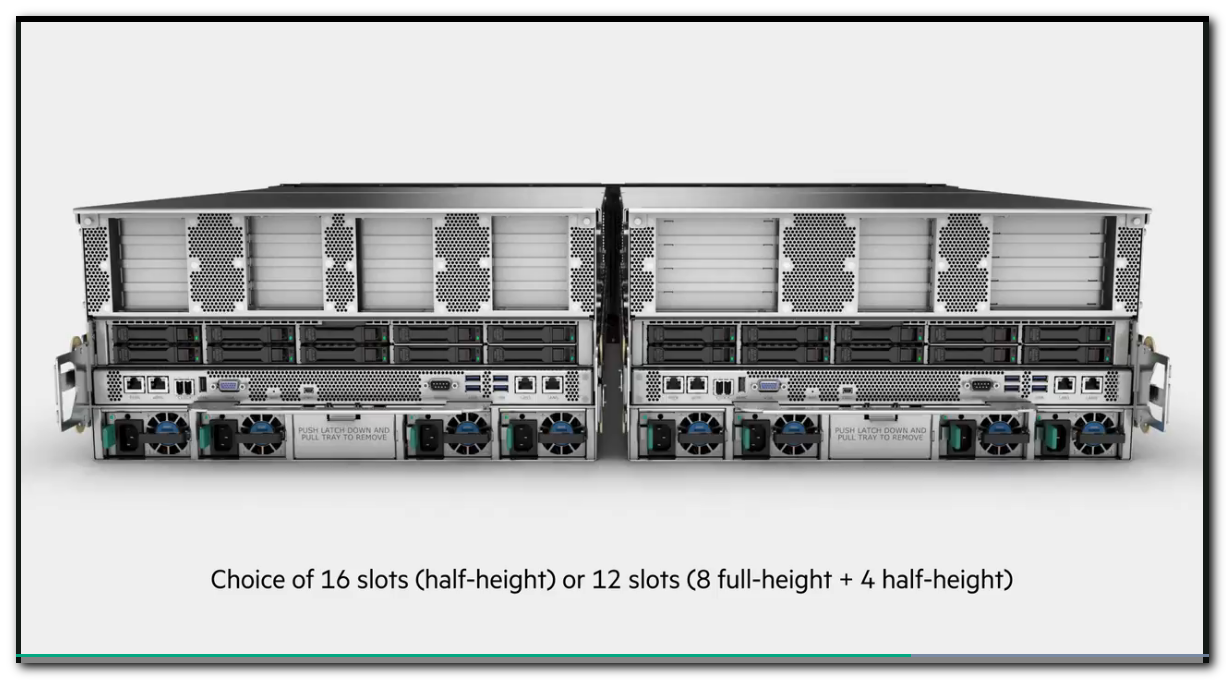 PUSH LATCH DOWN AND
PULL TRAY TO REMOVE
PUSH LATCH DOWN AND
PULL TRAY TO REMOVE
Choice of 16 slots (half-height) or 12 slots (8 full-height + 4 half-height)